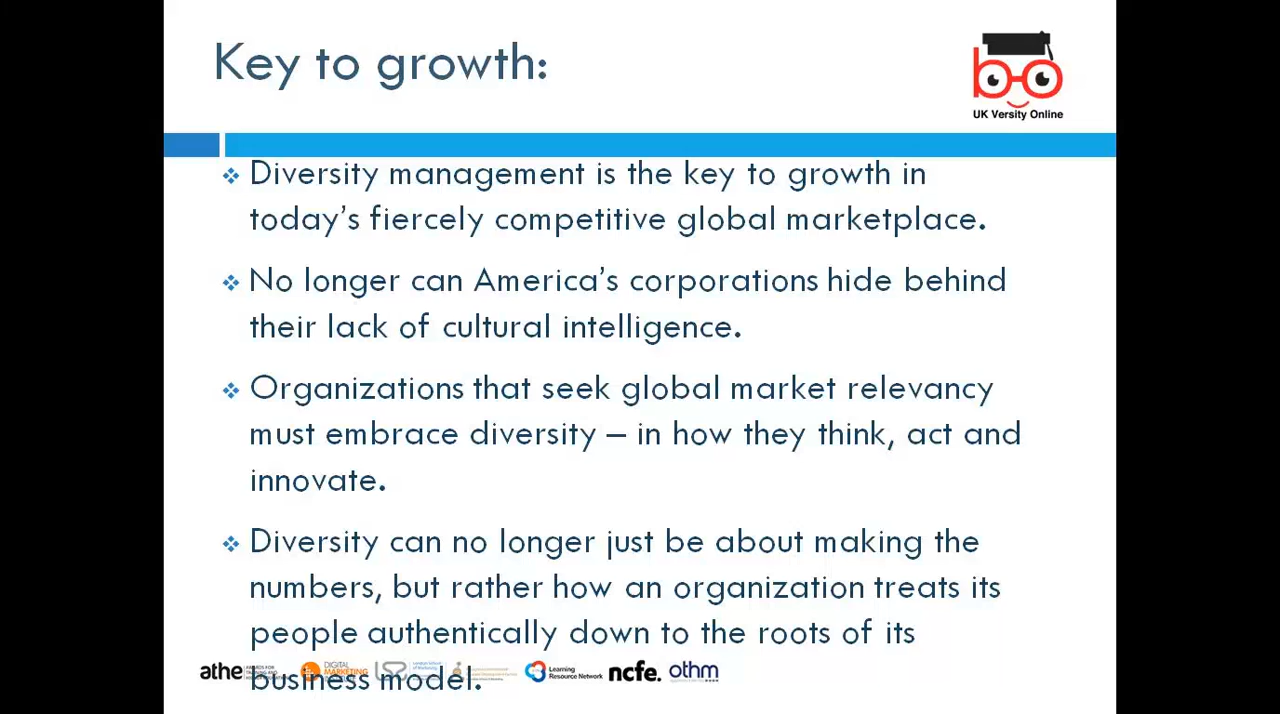 Key to growth:
UK Versity Online
Diversity management is the key to growth in
today's fiercely competitive global marketplace.
No longer can America's corporations hide behind
their lack of cultural intelligence.
Organizations that seek global market relevancy
must embrace diversity – in how they think, act and
innovate.
Diversity can no longer just be about making the
numbers, but rather how an organization treats its
people authentically down to the roots of its
business model.
athe
DIGITAL
MARKETING
Learning
Resource Network
ncfe.
othm